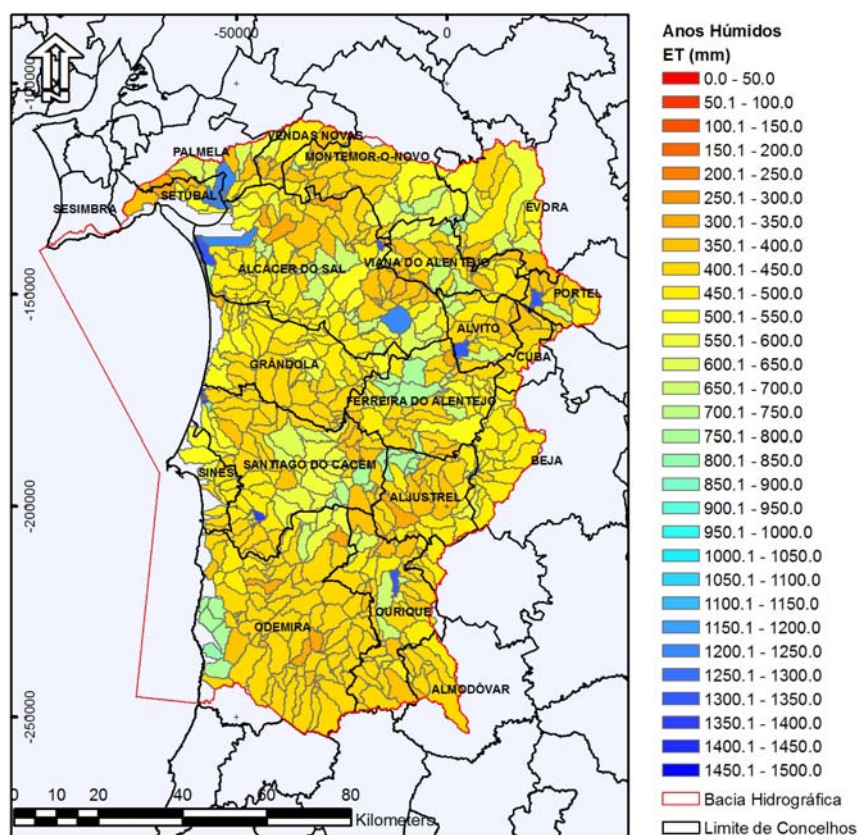 -50000
0
-100000
-150000
-200000
-250000
VENDAS NOVAS
PALMELA
MONTEMOR-O-NOVO
SETÚBAL
SESIMBRA
ÉVORA
ALCÁCER DO SAL
VIANA DO ALENTEJO
PORTEL
ALVITO
CUBA
GRÂNDOLA
FERREIRA DO ALENTEJO
SANTIAGO DO CACÉM
SINES
BEJA
ALJUSTREL
OURIQUE
ODEMIRA
ALMODÔVAR
0 10 20 40 60 80
Kilometers
Anos Húmidos
ET (mm)
0.0 - 50.0
50.1 - 100.0
100.1 - 150.0
150.1 - 200.0
200.1 - 250.0
250.1 - 300.0
300.1 - 350.0
350.1 - 400.0
400.1 - 450.0
450.1 - 500.0
500.1 - 550.0
550.1 - 600.0
600.1 - 650.0
650.1 - 700.0
700.1 - 750.0
750.1 - 800.0
800.1 - 850.0
850.1 - 900.0
900.1 - 950.0
950.1 - 1000.0
1000.1 - 1050.0
1050.1 - 1100.0
1100.1 - 1150.0
1150.1 - 1200.0
1200.1 - 1250.0
1250.1 - 1300.0
1300.1 - 1350.0
1350.1 - 1400.0
1400.1 - 1450.0
1450.1 - 1500.0
Bacia Hidrográfica
Limite de Concelhos